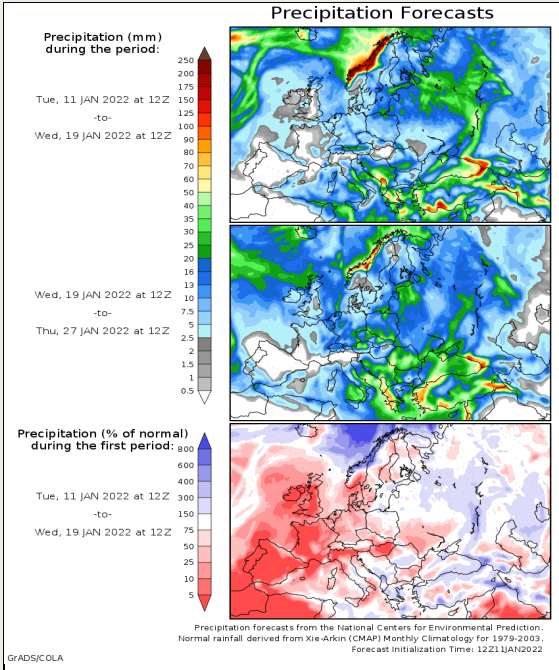 Precipitation Forecasts
Precipitation (mm)
during the period:
250
200
175
150
125
100
90
80
70
60
50
40
35
30
25
20
16
13
10
7.5
5
2.5
2
1.5
1
0.5
Tue, 11 JAN 2022 at 12Z
-to-
Wed, 19 JAN 2022 at 12Z
Wed, 19 JAN 2022 at 12Z
-to-
Thu, 27 JAN 2022 at 12Z
Precipitation (% of normal)
during the first period:
800
600
400
300
150
75
50
25
10
5
Tue, 11 JAN 2022 at 12Z
-to-
Wed, 19 JAN 2022 at 12Z
Precipitation forecasts from the National Centers for Environmental Prediction.
Normal rainfall derived from Xie-Arkin (CMAP) Monthly Climatology for 1979-2003.
Forecast Initialization Time: 12Z11JAN2022
GrADS/COLA